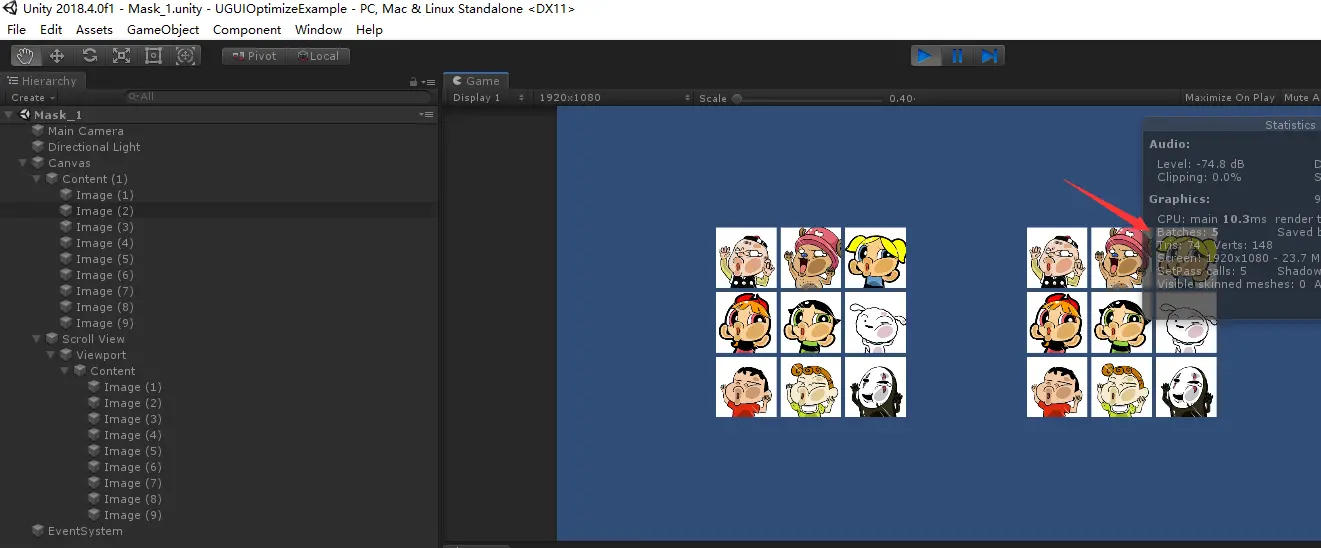 Unity 2018.4.0f1 - Mask_1.unity - UGUIOptimizeExample - PC, Mac & Linux Standalone <DX11>
File Edit Assets GameObject Component Window Help
Pivot Local
Hierarchy
Create All
Mask_1
Main Camera
Directional Light
Canvas
Content (1)
Image (1)
Image (2)
Image (3)
Image (4)
Image (5)
Image (6)
Image (7)
Image (8)
Image (9)
Scroll View
Viewport
Content
Image (1)
Image (2)
Image (3)
Image (4)
Image (5)
Image (6)
Image (7)
Image (8)
Image (9)
EventSystem
Game
Display 1 1920x1080 Scale 0.40 Maximize On Play Mute A
Statistics
Audio:
Level: -74.8 dB D
Clipping: 0.0% S
Graphics: 9
CPU: main 10.3ms render t
Batches: 5 Saved b
Tris: 74 Verts: 148
Screen: 1920x1080 - 23.7 M
SetPass calls: 5 Shadow
Visible skinned meshes: 0 A